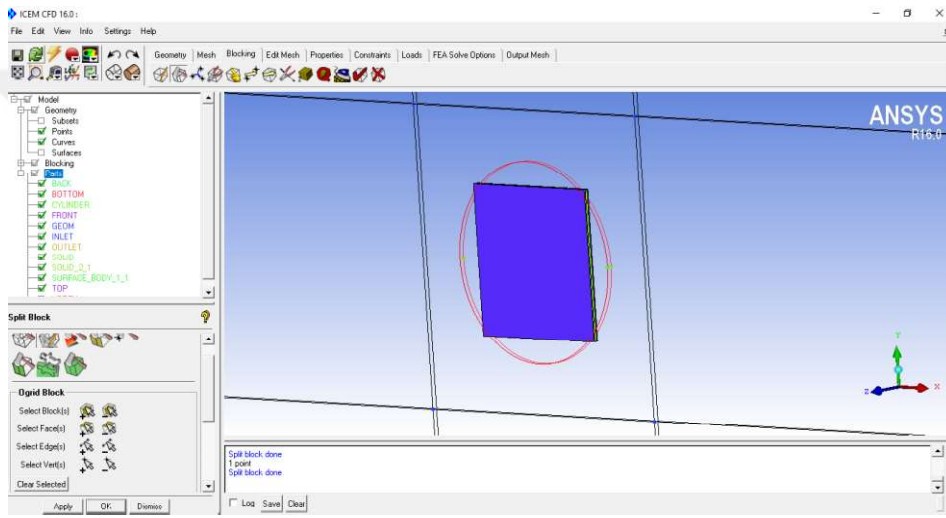 ICEM CFD 16.0 :
File Edit View Info Settings Help
Geometry Mesh Blocking Edit Mesh Properties Constraints Loads FEA Solve Options Output Mesh
Model
Geometry
Subsets
Points
Curves
Surfaces
Blocking
Parts
BACK
BOTTOM
CYLINDER
FRONT
GEOM
INLET
OUTLET
SOLID
SOLID_2_1
SURFACE_BODY_1_1
TOP
Split Block
Ogrid Block
Select Block(s)
Select Face(s)
Select Edge(s)
Select Vert(s)
Clear Selected
Apply OK Dismiss
ANSYS
R16.0
Y
Z X
Split block done
1 point
Split block done
Log Save Clear